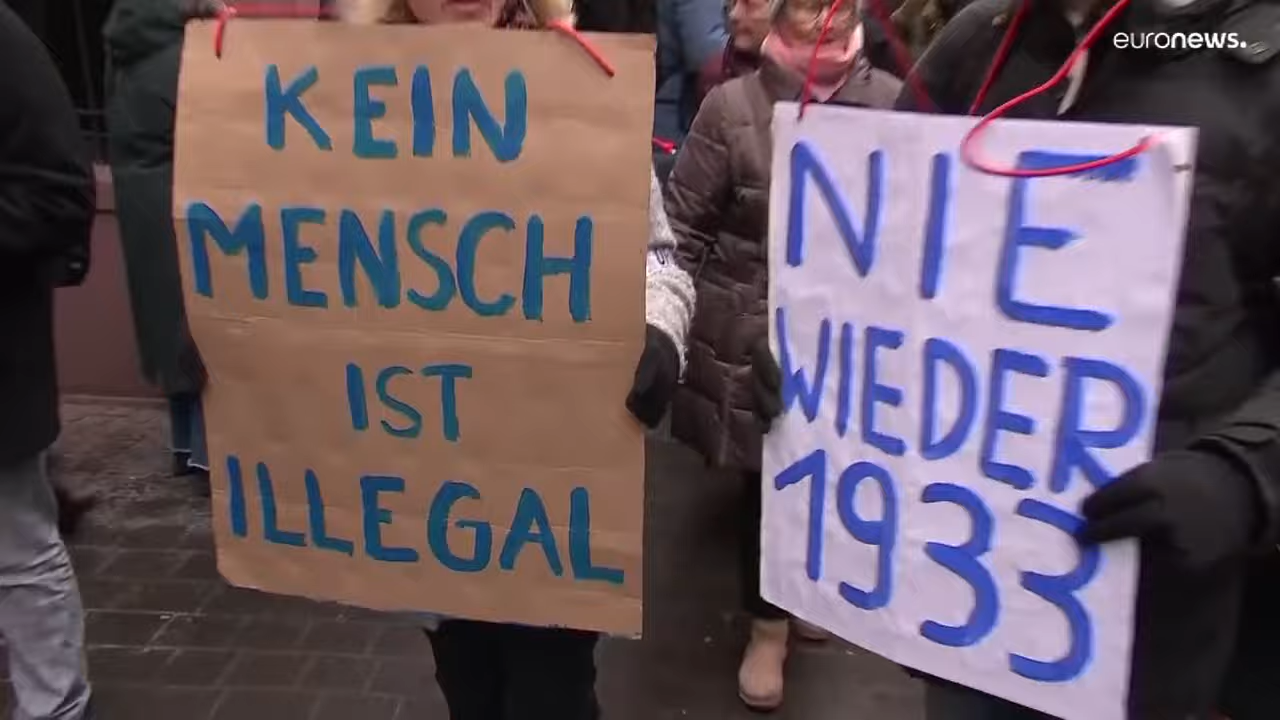 euronews.
KEIN
MENSCH
IST
ILLEGAL
NIE
WIEDER
1933